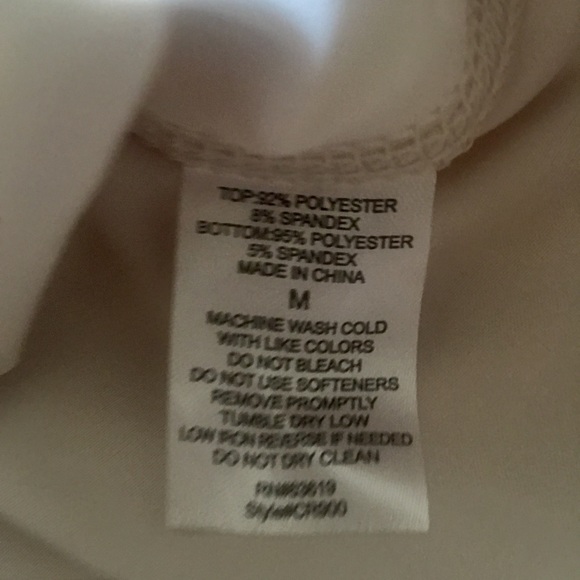 TOP:92% POLYESTER
8% SPANDEX
BOTTOM:95% POLYESTER
5% SPANDEX
MADE IN CHINA
M
MACHINE WASH COLD
WITH LIKE COLORS
DO NOT BLEACH
DO NOT USE SOFTENERS
REMOVE PROMPTLY
TUMBLE DRY LOW
LOW IRON REVERSE IF NEEDED
DO NOT DRY CLEAN
Style#CR900